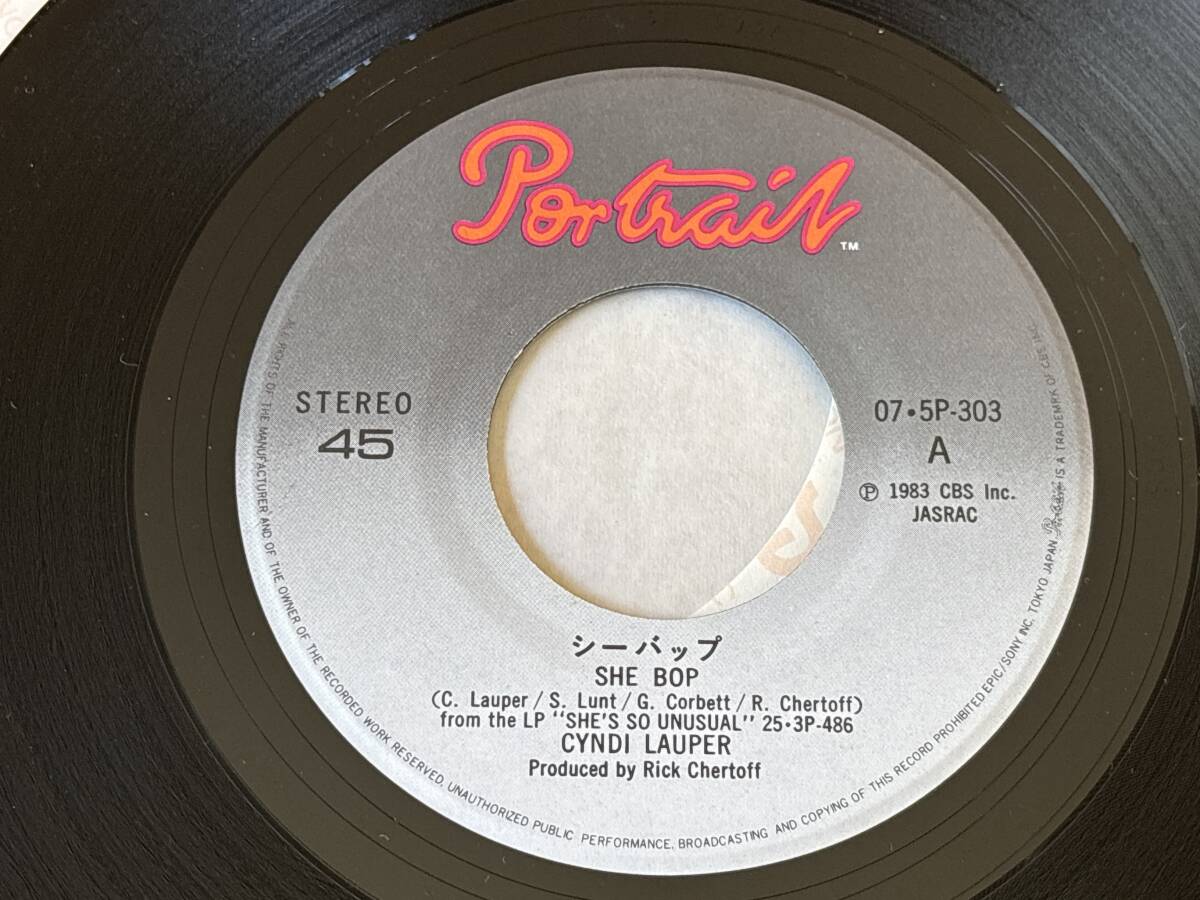 Portrait
TM
STEREO
45
07•5P-303
A
℗ 1983 CBS Inc.
JASRAC
シーバップ
SHE BOP
(C. Lauper/S. Lunt/G. Corbett/R. Chertoff)
from the LP "SHE'S SO UNUSUAL" 25•3P-486
CYNDI LAUPER
Produced by Rick Chertoff
ALL RIGHTS OF THE MANUFACTURER AND OF THE OWNER OF THE RECORDED WORK RESERVED. UNAUTHORIZED PUBLIC PERFORMANCE, BROADCASTING AND COPYING OF THIS RECORD PROHIBITED EPIC/SONY INC. TOKYO JAPAN Portrait IS A TRADEMRK OF CBS INC.